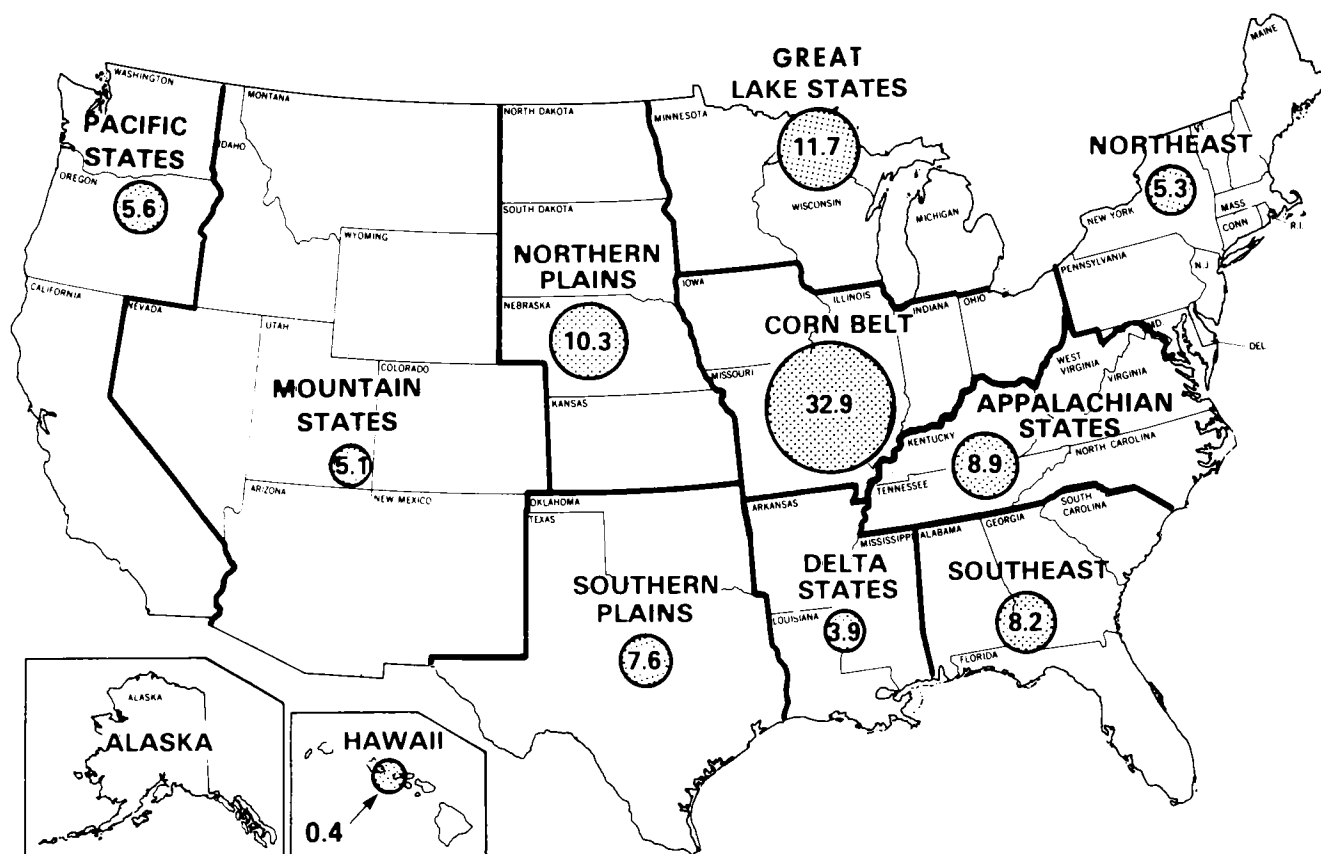 WASHINGTON
PACIFIC
STATES
OREGON
5.6
IDAHO
MONTANA
CALIFORNIA
NEVADA
UTAH
WYOMING
COLORADO
MOUNTAIN
STATES
5.1
ARIZONA
NEW MEXICO
NORTH DAKOTA
SOUTH DAKOTA
NORTHERN
PLAINS
NEBRASKA
10.3
KANSAS
OKLAHOMA
TEXAS
SOUTHERN
PLAINS
7.6
GREAT
LAKE STATES
MINNESOTA
11.7
WISCONSIN
MICHIGAN
IOWA
ILLINOIS
INDIANA
OHIO
CORN BELT
MISSOURI
32.9
MAINE
NORTHEAST
VT
5.3
NEW YORK
MASS
CONN
R.I.
PENNSYLVANIA
N.J.
MD
DEL
WEST
VIRGINIA
VIRGINIA
APPALACHIAN
STATES
KENTUCKY
8.9
NORTH CAROLINA
TENNESSEE
ARKANSAS
MISSISSIPPI
DELTA
STATES
LOUISIANA
3.9
ALABAMA
GEORGIA
SOUTH
CAROLINA
SOUTHEAST
8.2
FLORIDA
ALASKA
ALASKA
HAWAII
0.4